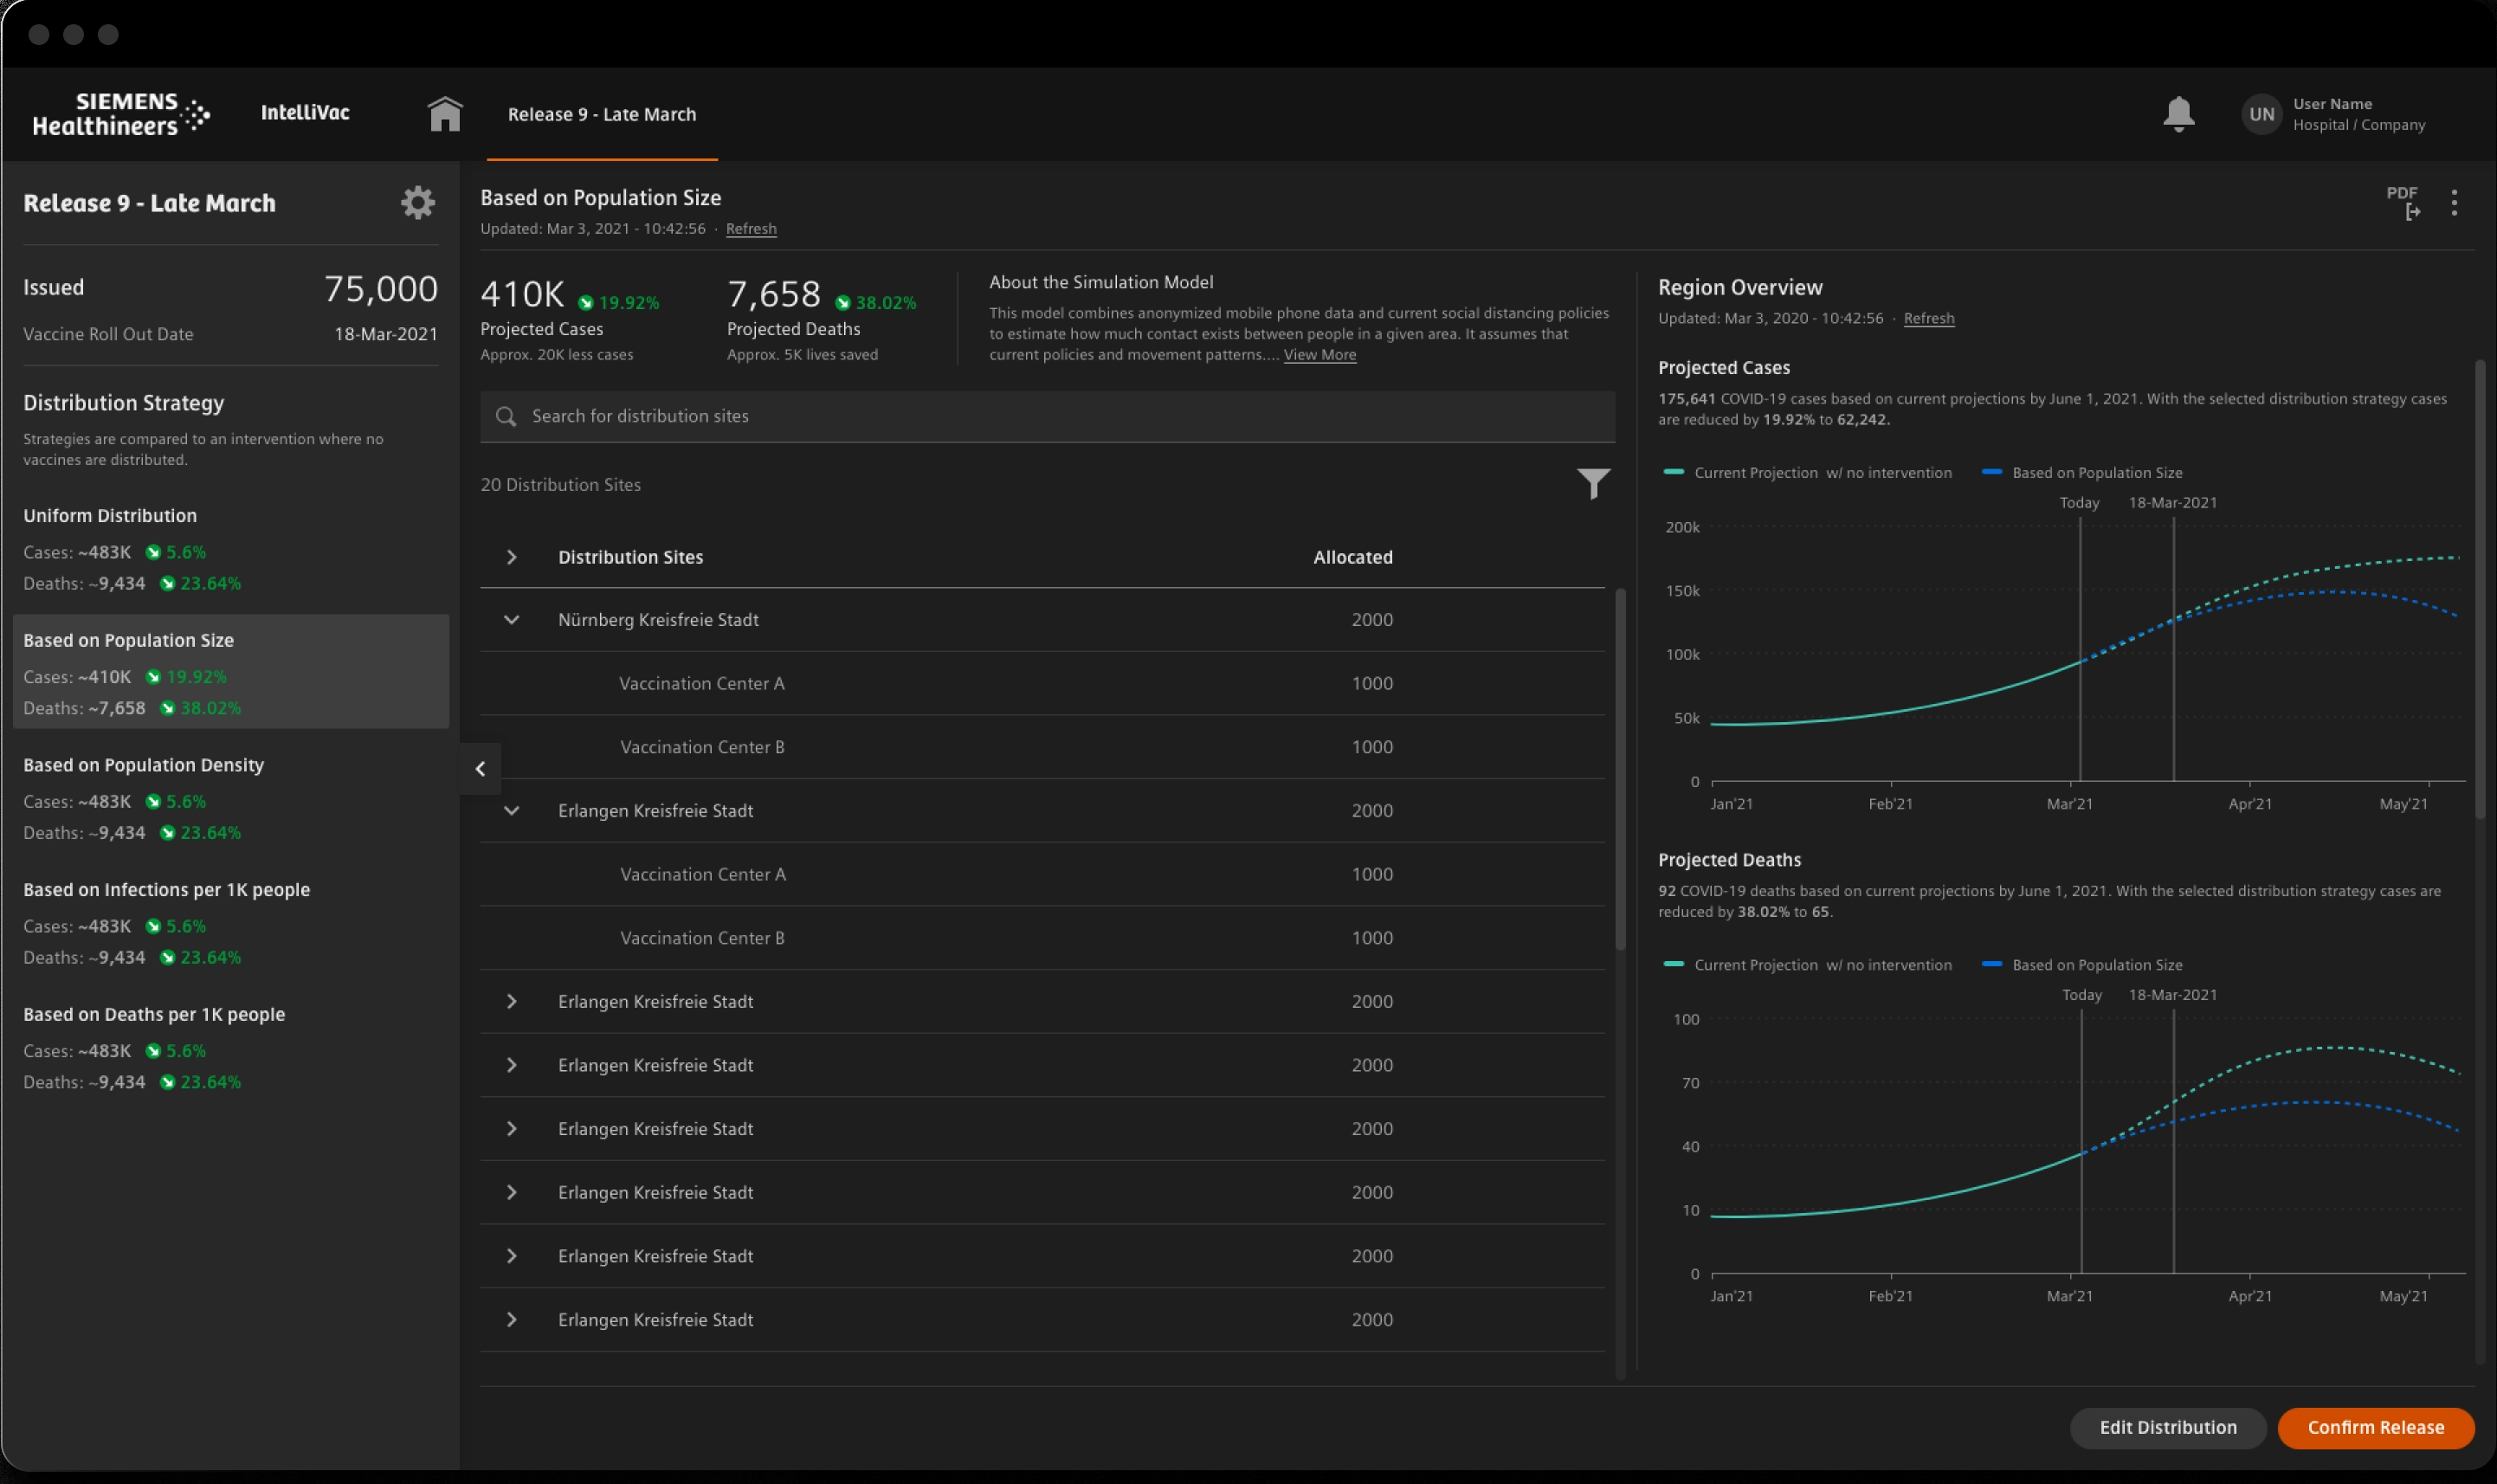 SIEMENS
Healthineers
IntelliVac
Release 9 - Late March
UN
User Name
Hospital / Company
Release 9 - Late March
Issued
75,000
Vaccine Roll Out Date
18-Mar-2021
Distribution Strategy
Strategies are compared to an intervention where no
vaccines are distributed.
Uniform Distribution
Cases: ~483K 5.6%
Deaths: ~9,434 23.64%
Based on Population Size
Cases: ~410K 19.92%
Deaths: ~7,658 38.02%
Based on Population Density
Cases: ~483K 5.6%
Deaths: ~9,434 23.64%
Based on Infections per 1K people
Cases: ~483K 5.6%
Deaths: ~9,434 23.64%
Based on Deaths per 1K people
Cases: ~483K 5.6%
Deaths: ~9,434 23.64%
Based on Population Size
Updated: Mar 3, 2021 - 10:42:56 · Refresh
PDF
410K 19.92%
Projected Cases
Approx. 20K less cases
7,658 38.02%
Projected Deaths
Approx. 5K lives saved
About the Simulation Model
This model combines anonymized mobile phone data and current social distancing policies
to estimate how much contact exists between people in a given area. It assumes that
current policies and movement patterns.... View More
Search for distribution sites
20 Distribution Sites
Distribution Sites Allocated
Nürnberg Kreisfreie Stadt 2000
Vaccination Center A 1000
Vaccination Center B 1000
Erlangen Kreisfreie Stadt 2000
Vaccination Center A 1000
Vaccination Center B 1000
Erlangen Kreisfreie Stadt 2000
Erlangen Kreisfreie Stadt 2000
Erlangen Kreisfreie Stadt 2000
Erlangen Kreisfreie Stadt 2000
Erlangen Kreisfreie Stadt 2000
Erlangen Kreisfreie Stadt 2000
Region Overview
Updated: Mar 3, 2020 - 10:42:56 · Refresh
Projected Cases
175,641 COVID-19 cases based on current projections by June 1, 2021. With the selected distribution strategy cases
are reduced by 19.92% to 62,242.
Current Projection w/ no intervention Based on Population Size
Today 18-Mar-2021
200k
150k
100k
50k
0
Jan'21 Feb'21 Mar'21 Apr'21 May'21
Projected Deaths
92 COVID-19 deaths based on current projections by June 1, 2021. With the selected distribution strategy cases are
reduced by 38.02% to 65.
Current Projection w/ no intervention Based on Population Size
Today 18-Mar-2021
100
70
40
10
0
Jan'21 Feb'21 Mar'21 Apr'21 May'21
Edit Distribution
Confirm Release